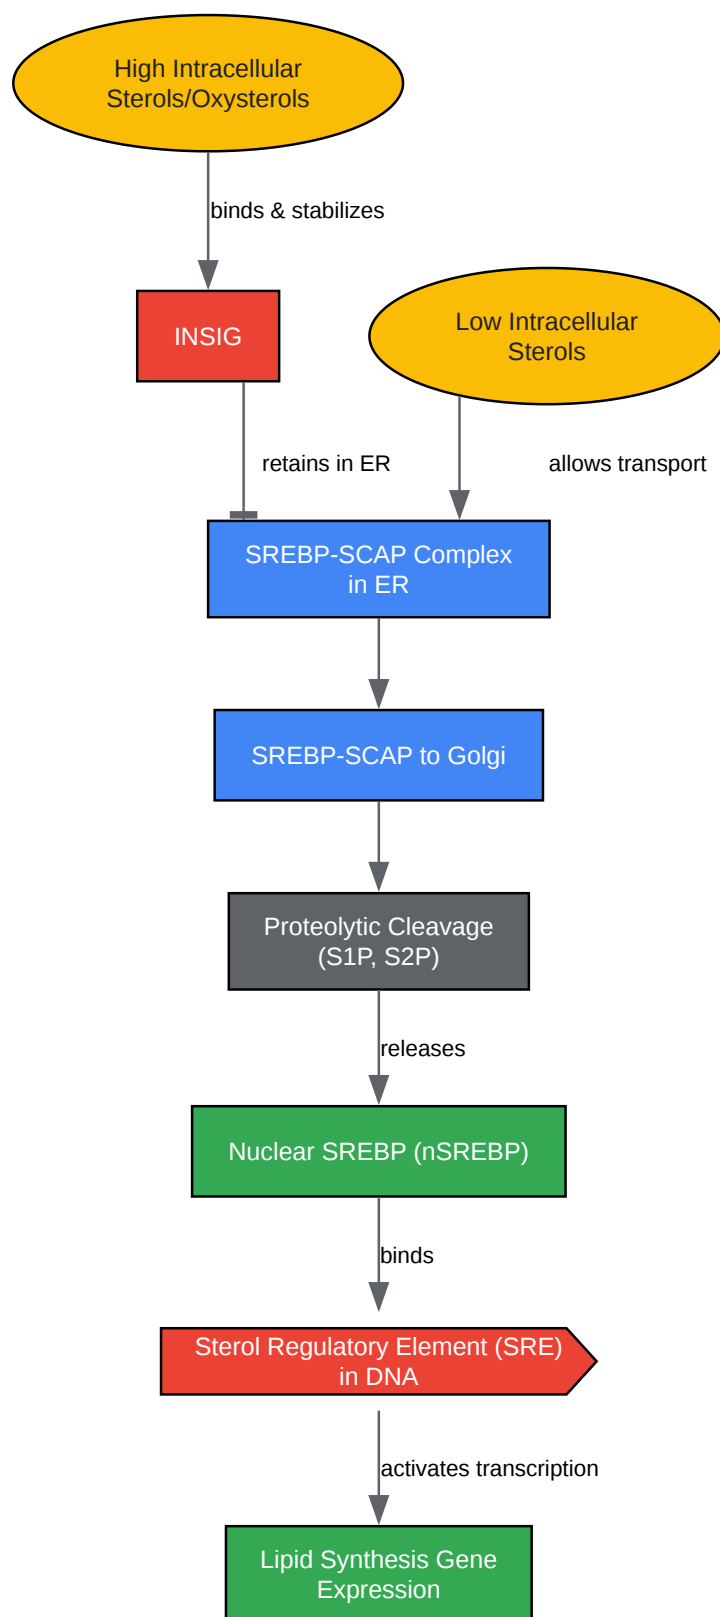 High Intracellular
Sterols/Oxysterols
binds & stabilizes
INSIG
Low Intracellular
Sterols
retains in ER
allows transport
SREBP-SCAP Complex
in ER
SREBP-SCAP to Golgi
Proteolytic Cleavage
(S1P, S2P)
releases
Nuclear SREBP (nSREBP)
binds
Sterol Regulatory Element (SRE)
in DNA
activates transcription
Lipid Synthesis Gene
Expression